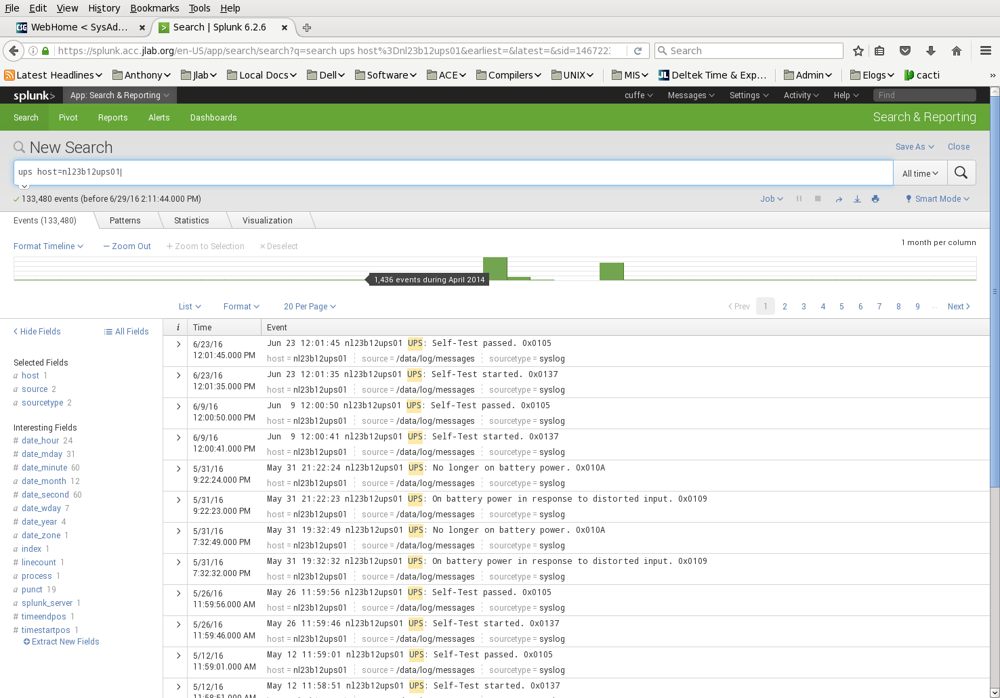 File Edit View History Bookmarks Tools Help
WebHome < SysAd... × Search | Splunk 6.2.6 ×
https://splunk.acc.jlab.org/en-US/app/search/search?q=search ups host%3Dnl23b12ups01&earliest=&latest=&sid=1467223 Search
Latest Headlines Anthony Jlab Local Docs Dell Software ACE Compilers UNIX MIS Deltek Time & Exp... Admin Elogs cacti »
splunk> App: Search & Reporting cuffe Messages Settings Activity Help Find
Search Pivot Reports Alerts Dashboards Search & Reporting
New Search Save As Close
ups host=nl23b12ups01 All time
133,480 events (before 6/29/16 2:11:44.000 PM) Job Smart Mode
Events (133,480) Patterns Statistics Visualization
Format Timeline — Zoom Out + Zoom to Selection × Deselect 1 month per column
1,436 events during April 2014
List Format 20 Per Page < Prev 1 2 3 4 5 6 7 8 9 ... Next >
< Hide Fields All Fields i Time Event
Selected Fields
a host 1
a source 2
a sourcetype 2
Interesting Fields
# date_hour 24
# date_mday 31
# date_minute 60
a date_month 12
# date_second 60
a date_wday 7
# date_year 4
a date_zone 1
a index 1
# linecount 1
a process 1
a punct 19
a splunk_server 1
# timeendpos 1
# timestartpos 1
Extract New Fields
6/23/16 Jun 23 12:01:45 nl23b12ups01 UPS: Self-Test passed. 0x0105
12:01:45.000 PM host = nl23b12ups01 source = /data/log/messages sourcetype = syslog
6/23/16 Jun 23 12:01:35 nl23b12ups01 UPS: Self-Test started. 0x0137
12:01:35.000 PM host = nl23b12ups01 source = /data/log/messages sourcetype = syslog
6/9/16 Jun 9 12:00:50 nl23b12ups01 UPS: Self-Test passed. 0x0105
12:00:50.000 PM host = nl23b12ups01 source = /data/log/messages sourcetype = syslog
6/9/16 Jun 9 12:00:41 nl23b12ups01 UPS: Self-Test started. 0x0137
12:00:41.000 PM host = nl23b12ups01 source = /data/log/messages sourcetype = syslog
5/31/16 May 31 21:22:24 nl23b12ups01 UPS: No longer on battery power. 0x010A
9:22:24.000 PM host = nl23b12ups01 source = /data/log/messages sourcetype = syslog
5/31/16 May 31 21:22:23 nl23b12ups01 UPS: On battery power in response to distorted input. 0x0109
9:22:23.000 PM host = nl23b12ups01 source = /data/log/messages sourcetype = syslog
5/31/16 May 31 19:32:49 nl23b12ups01 UPS: No longer on battery power. 0x010A
7:32:49.000 PM host = nl23b12ups01 source = /data/log/messages sourcetype = syslog
5/31/16 May 31 19:32:32 nl23b12ups01 UPS: On battery power in response to distorted input. 0x0109
7:32:32.000 PM host = nl23b12ups01 source = /data/log/messages sourcetype = syslog
5/26/16 May 26 11:59:56 nl23b12ups01 UPS: Self-Test passed. 0x0105
11:59:56.000 AM host = nl23b12ups01 source = /data/log/messages sourcetype = syslog
5/26/16 May 26 11:59:46 nl23b12ups01 UPS: Self-Test started. 0x0137
11:59:46.000 AM host = nl23b12ups01 source = /data/log/messages sourcetype = syslog
5/12/16 May 12 11:59:01 nl23b12ups01 UPS: Self-Test passed. 0x0105
11:59:01.000 AM host = nl23b12ups01 source = /data/log/messages sourcetype = syslog
5/12/16 May 12 11:58:51 nl23b12ups01 UPS: Self-Test started. 0x0137
11:58:51.000 AM